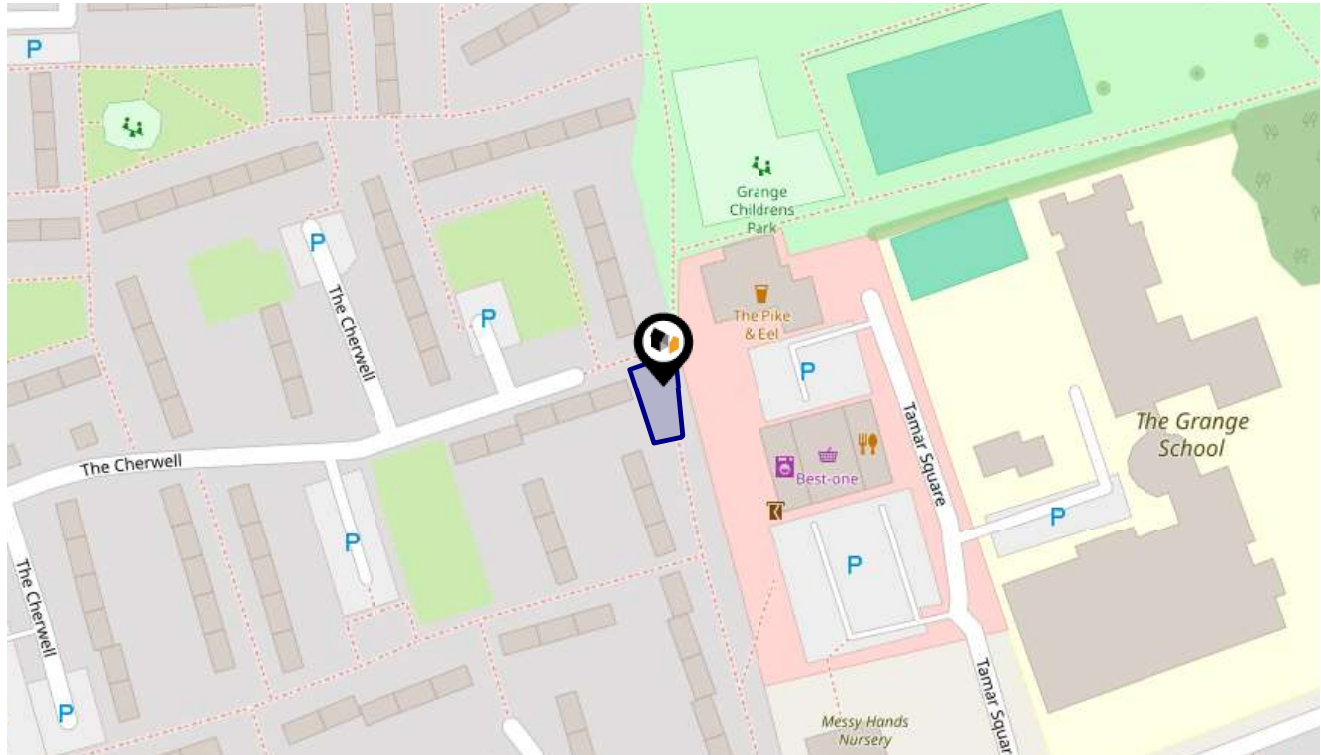 P
Grange
Childrens
Park
P
The Cherwell
P
The Pike
& Eel
P
Tamar Square
The Grange
School
The Cherwell
Best-one
P
P
P
The Cherwell
Tamar Squar
P
Messy Hands
Nursery